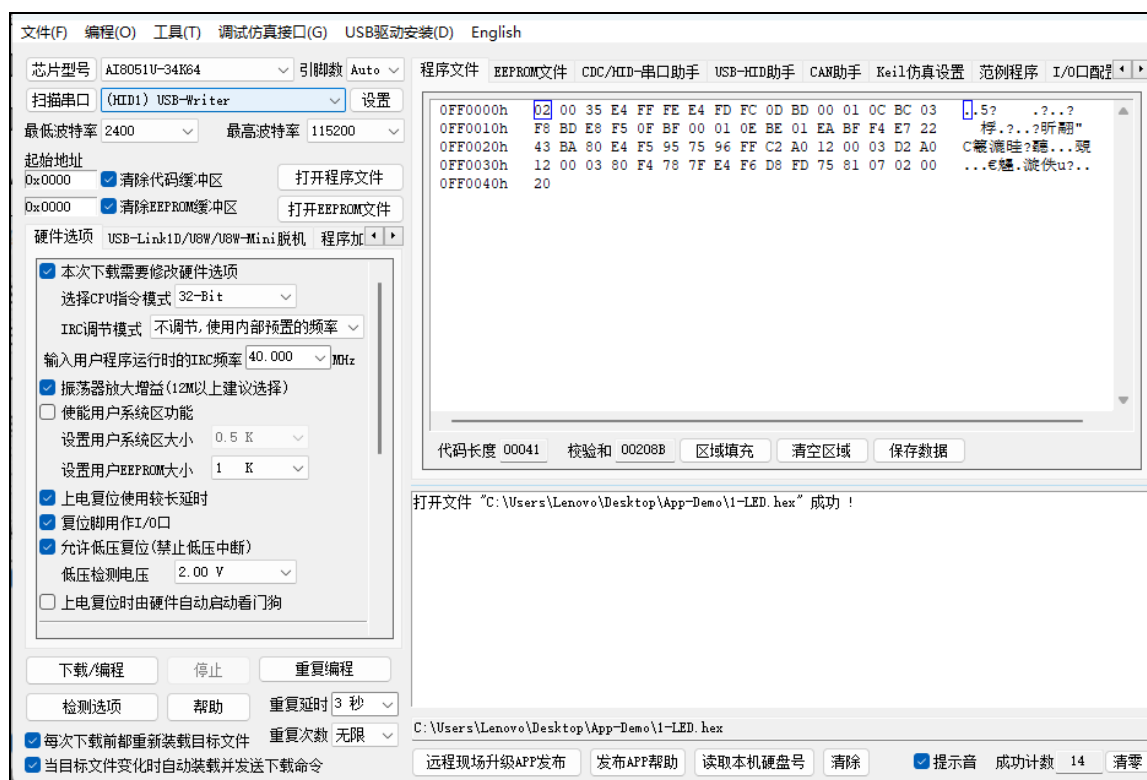 文件(F) 编程(O) 工具(T) 调试仿真接口(G) USB驱动安装(D) English
芯片型号 AI8051U-34K64 引脚数 Auto
扫描串口 (HID1) USB-Writer 设置
最低波特率 2400 最高波特率 115200
起始地址
0x0000 清除代码缓冲区 打开程序文件
0x0000 清除EEPROM缓冲区 打开EEPROM文件
硬件选项 USB-Link1D/U8W/U8W-Mini脱机 程序加
本次下载需要修改硬件选项
选择CPU指令模式 32-Bit
IRC调节模式 不调节,使用内部预置的频率
输入用户程序运行时的IRC频率 40.000 MHz
振荡器放大增益(12M以上建议选择)
使能用户系统区功能
设置用户系统区大小 0.5 K
设置用户EEPROM大小 1 K
上电复位使用较长延时
复位脚用作I/O口
允许低压复位(禁止低压中断)
低压检测电压 2.00 V
上电复位时由硬件自动启动看门狗
下载/编程 停止 重复编程
检测选项 帮助 重复延时 3 秒
每次下载前都重新装载目标文件 重复次数 无限
当目标文件变化时自动装载并发送下载命令
程序文件 EEPROM文件 CDC/HID-串口助手 USB-HID助手 CAN助手 Keil仿真设置 范例程序 I/O口配
0FF0000h 02 00 35 E4 FF FE E4 FD FC 0D BD 00 01 0C BC 03 ..5? .?..?
0FF0010h F8 BD E8 F5 0F BF 00 01 0E BE 01 EA BF F4 E7 22
0FF0020h 43 BA 80 E4 F5 95 75 96 FF C2 A0 12 00 03 D2 A0
0FF0030h 12 00 03 80 F4 78 7F E4 F6 D8 FD 75 81 07 02 00
0FF0040h 20
代码长度 00041 校验和 00208B 区域填充 清空区域 保存数据
打开文件 "C:\Users\Lenovo\Desktop\App-Demo\1-LED.hex" 成功 !
C:\Users\Lenovo\Desktop\App-Demo\1-LED.hex
远程现场升级APP发布 发布APP帮助 读取本机硬盘号 清除 提示音 成功计数 14 清零